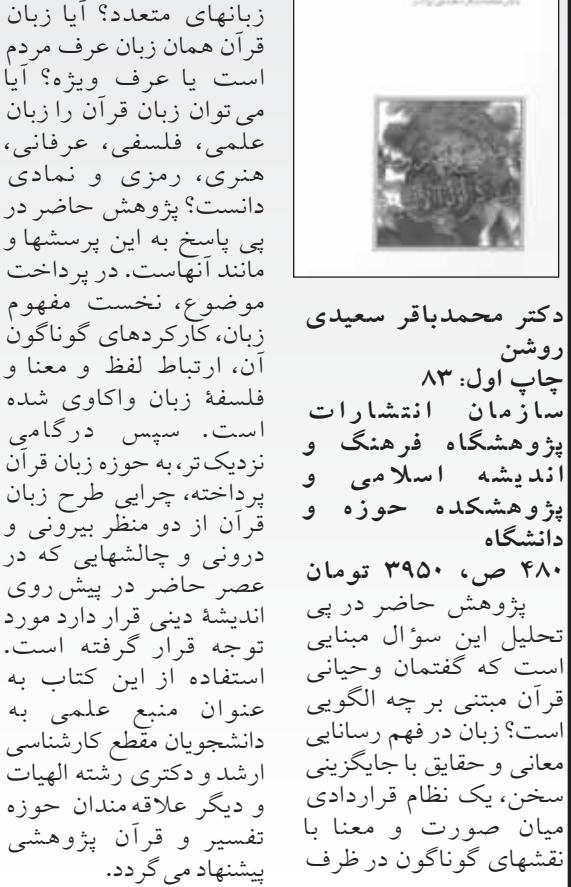 دکتر محمدباقر سعیدی
روشن
چاپ اول: ۸۳
سازمان انتشارات
پژوهشگاه فرهنگ و
اندیشه اسلامی و
پژوهشکده حوزه و
دانشگاه
۴۸۰ ص، ۳۹۵۰ تومان
پژوهش حاضر در پی
تحلیل این سؤال مبنایی
است که گفتمان وحیانی
قرآن مبتنی بر چه الگویی
است؟ زبان در فهم رسانایی
معانی و حقایق با جایگزینی
سخن، یک نظام قراردادی
میان صورت و معنا با
نقشهای گوناگون در ظرف
زبانهای متعدد؟ آیا زبان
قرآن همان زبان عرف مردم
است یا عرف ویژه؟ آیا
می‌توان زبان قرآن را زبان
علمی، فلسفی، عرفانی،
هنری، رمزی و نمادی
دانست؟ پژوهش حاضر در
پی پاسخ به این پرسشها و
مانند آنهاست. در پرداخت
موضوع، نخست مفهوم
زبان، کارکردهای گوناگون
آن، ارتباط لفظ و معنا و
فلسفۀ زبان واکاوی شده
است. سپس درگامی
نزدیک‌تر، به حوزه زبان قرآن
پرداخته، چرایی طرح زبان
قرآن از دو منظر بیرونی و
درونی و چالشهایی که در
عصر حاضر در پیش روی
اندیشۀ دینی قرار دارد مورد
توجه قرار گرفته است.
استفاده از این کتاب به
عنوان منبع علمی به
دانشجویان مقطع کارشناسی
ارشد و دکتری رشته الهیات
و دیگر علاقه‌مندان حوزه
تفسیر و قرآن پژوهشی
پیشنهاد می‌گردد.